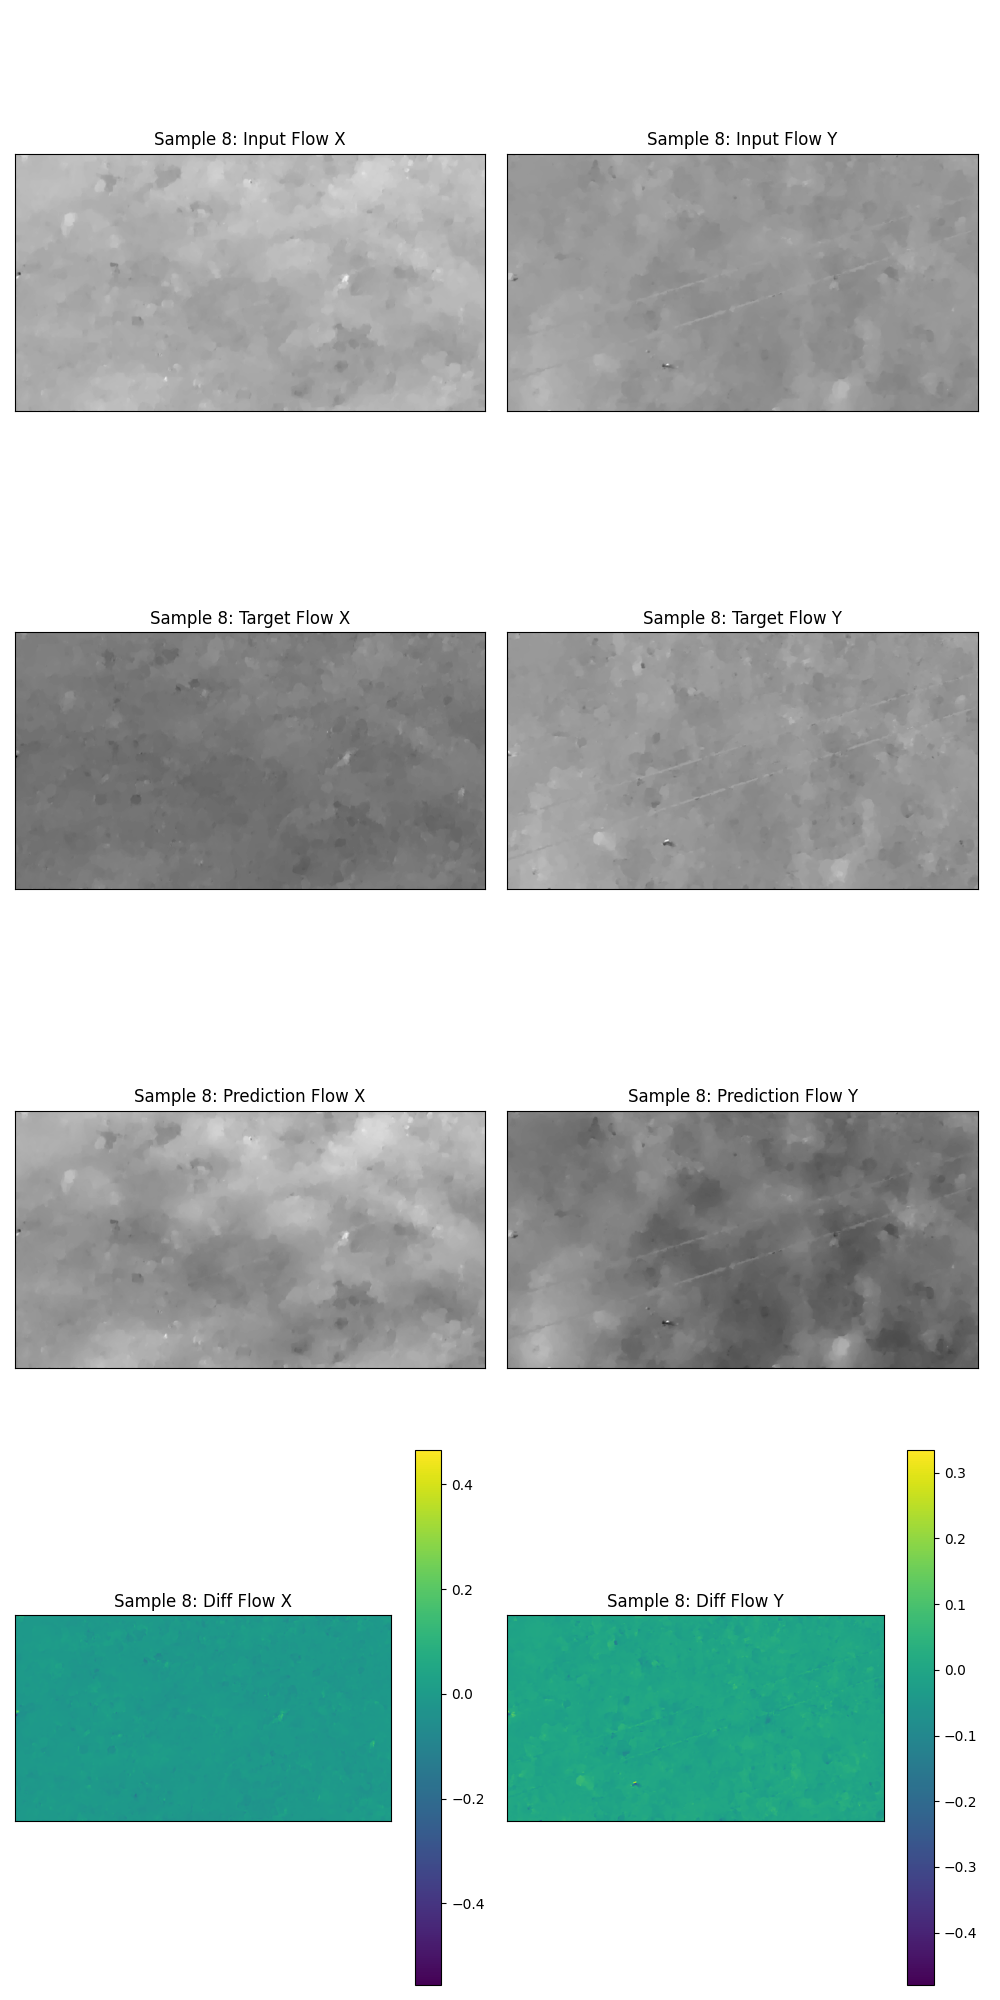 Sample 8: Input Flow X
Sample 8: Input Flow Y
Sample 8: Target Flow X
Sample 8: Target Flow Y
Sample 8: Prediction Flow X
Sample 8: Prediction Flow Y
Sample 8: Diff Flow X
0.4
0.2
0.0
−0.2
−0.4
Sample 8: Diff Flow Y
0.3
0.2
0.1
0.0
−0.1
−0.2
−0.3
−0.4